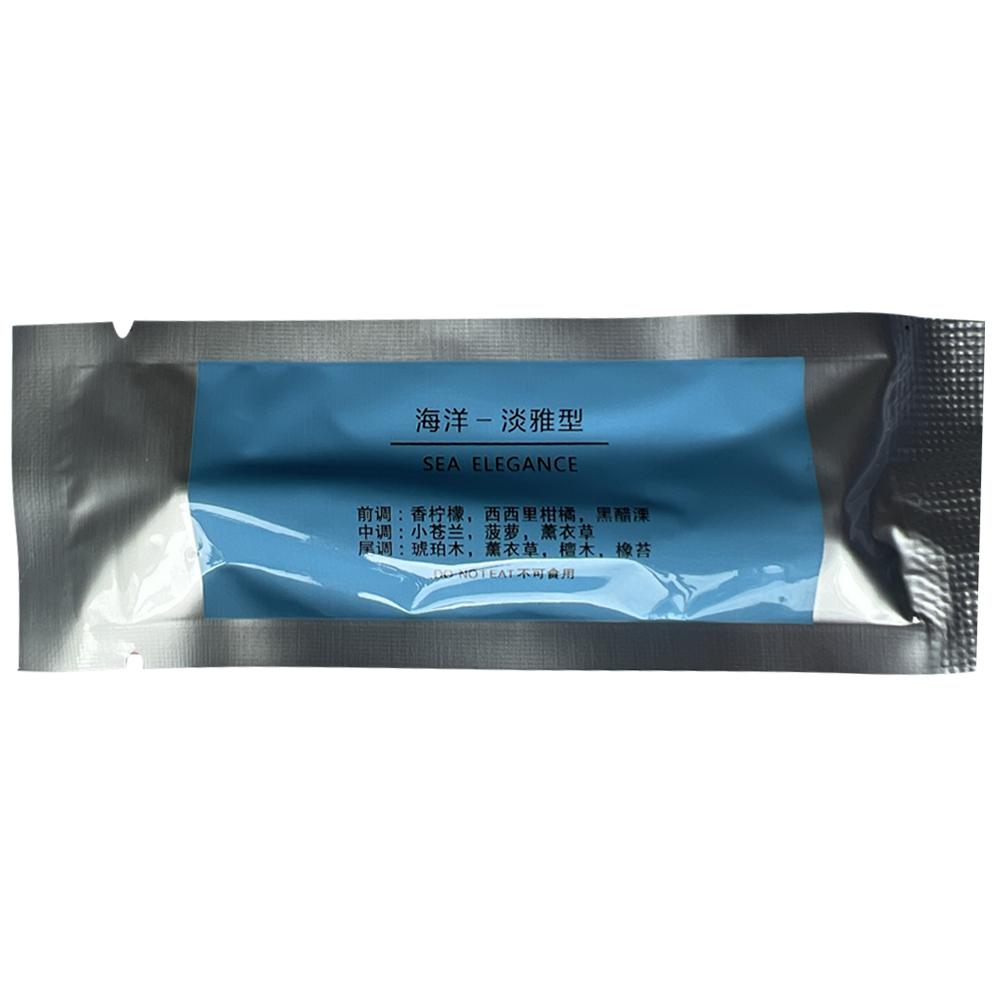 海洋－淡雅型
SEA ELEGANCE
前调：香柠檬，西西里柑橘，黑醋溧
中调：小苍兰，菠萝，薰衣草
尾调：琥珀木，薰衣草，檀木，橡苔
DO NOT EAT 不可食用